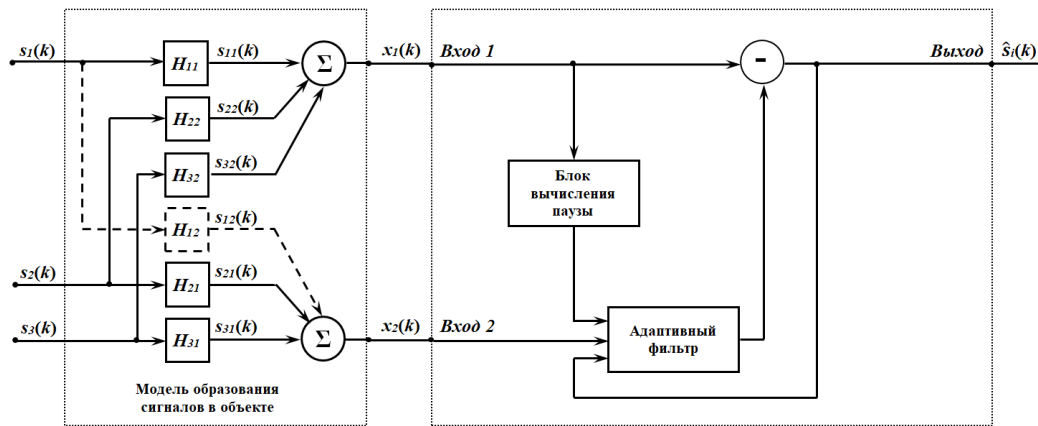 s1(k)
H11
s11(k)
Σ
x1(k)
Вход 1
-
Выход
ŝi(k)
H22
s22(k)
H32
s32(k)
Блок
вычисления
паузы
H12
s12(k)
s2(k)
H21
s21(k)
s3(k)
H31
s31(k)
Σ
x2(k)
Вход 2
Адаптивный
фильтр
Модель образования
сигналов в объекте